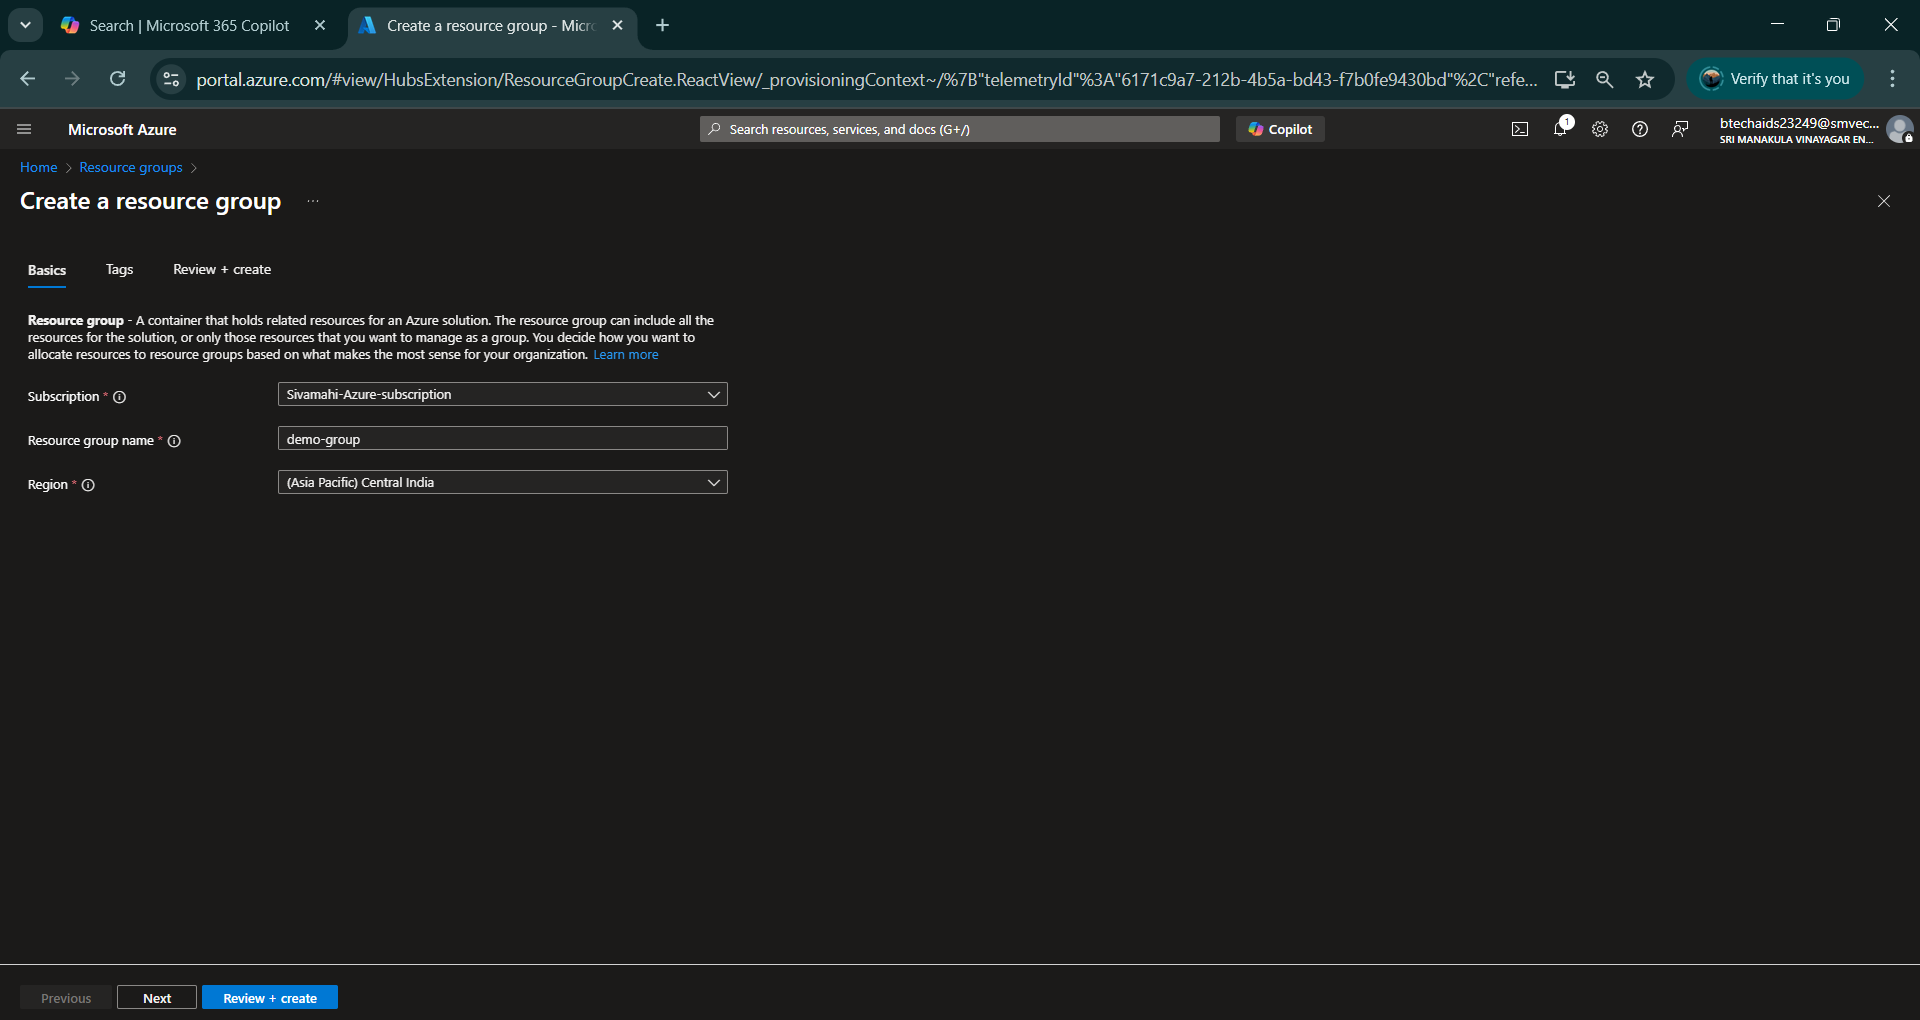 Search | Microsoft 365 Copilot
Create a resource group - Micro
portal.azure.com/#view/HubsExtension/ResourceGroupCreate.ReactView/_provisioningContext~/%7B"telemetryId"%3A"6171c9a7-212b-4b5a-bd43-f7b0fe9430bd"%2C"refe...
Verify that it's you
Microsoft Azure
Search resources, services, and docs (G+/)
Copilot
1
btechaids23249@smvec...
SRI MANAKULA VINAYAGAR EN...
Home > Resource groups >
Create a resource group ...
Basics
Tags
Review + create
Resource group - A container that holds related resources for an Azure solution. The resource group can include all the
resources for the solution, or only those resources that you want to manage as a group. You decide how you want to
allocate resources to resource groups based on what makes the most sense for your organization. Learn more
Subscription *
Sivamahi-Azure-subscription
Resource group name *
demo-group
Region *
(Asia Pacific) Central India
Previous
Next
Review + create